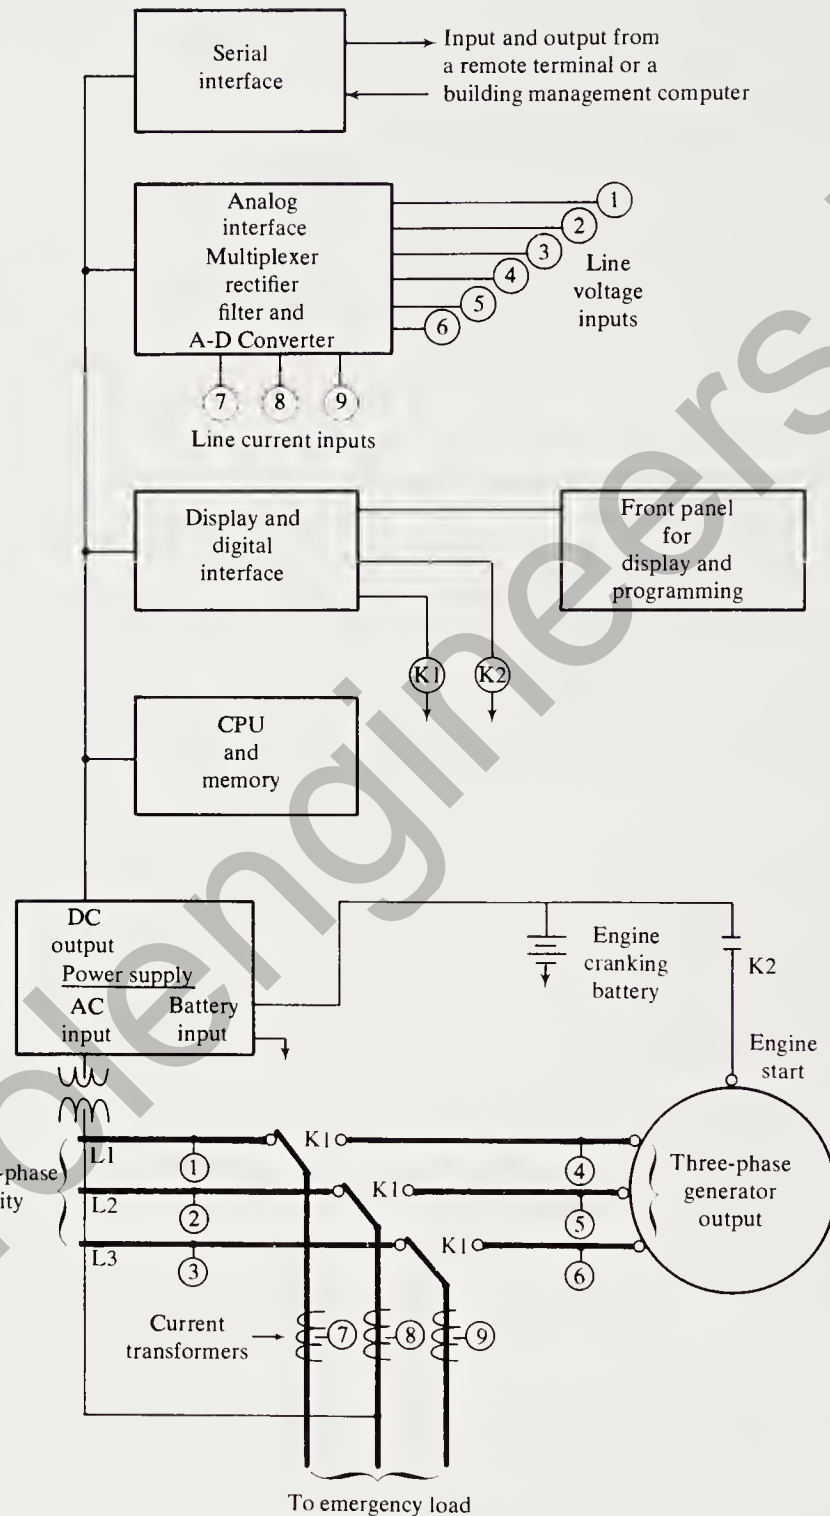 Serial
interface
Input and output from
a remote terminal or a
building management computer
Analog
interface
Multiplexer
rectifier
filter and
A-D Converter
1
2
3
4
5
6
Line
voltage
inputs
7
8
9
Line current inputs
Display and
digital
interface
Front panel
for
display and
programming
K1
K2
CPU
and
memory
DC
output
Power supply
AC
input
Battery
input
Engine
cranking
battery
K2
Engine
start
-phase
L1
1
K1
4
Three-phase
generator
output
L2
2
K1
5
L3
3
K1
6
Current
transformers
7
8
9
To emergency load
olengineers